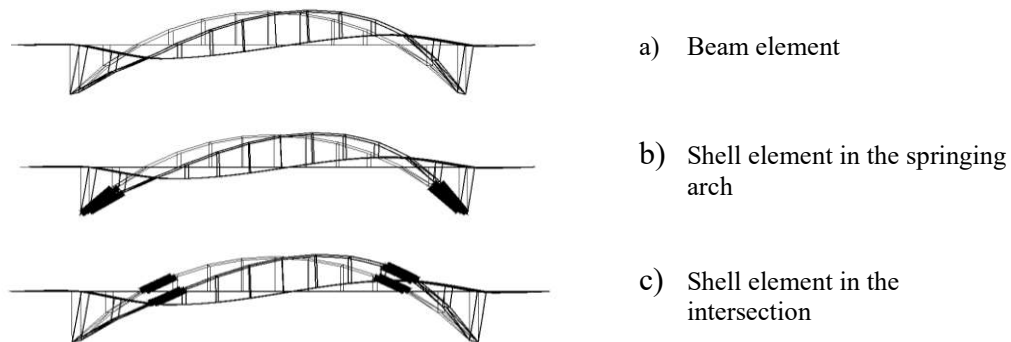 a) Beam element
b) Shell element in the springing
arch
c) Shell element in the
intersection